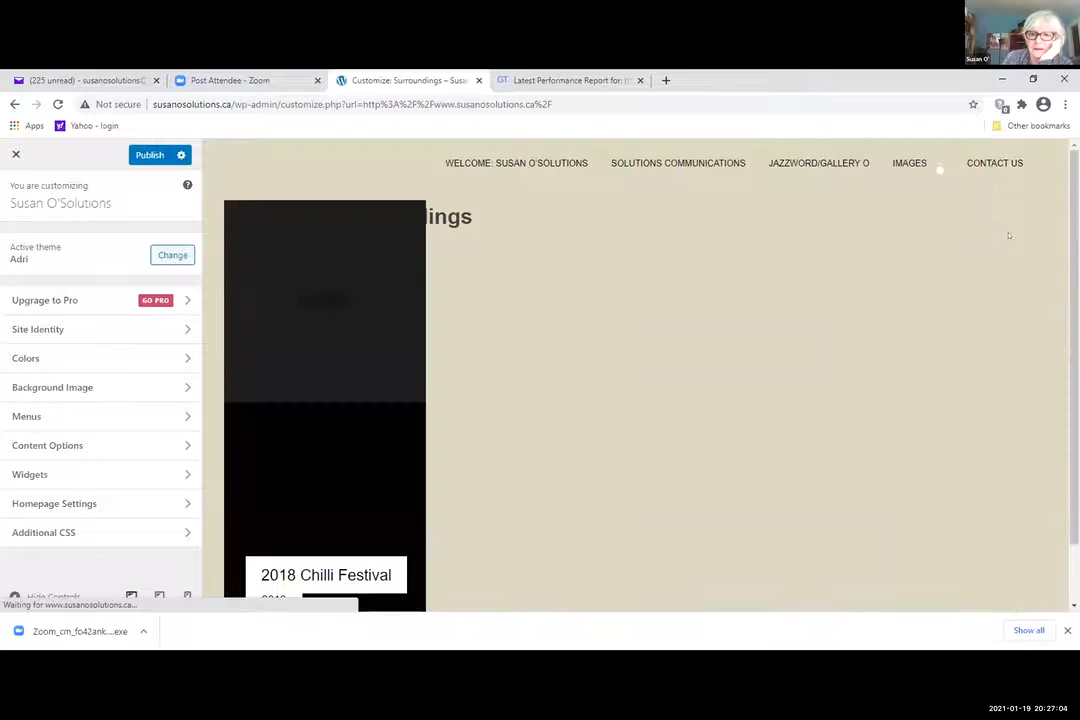 Susan O'
(225 unread) - susanosolutions
Post Attendee - Zoom
Customize: Surroundings – Susa
Latest Performance Report for: h
Not secure
susanosolutions.ca/wp-admin/customize.php?url=http%3A%2F%2Fwww.susanosolutions.ca%2F
Apps
Yahoo - login
Other bookmarks
Publish
You are customizing
Susan O'Solutions
Active theme
Adri
Change
Upgrade to Pro
GO PRO
Site Identity
Colors
Background Image
Menus
Content Options
Widgets
Homepage Settings
Additional CSS
Hide Controls
WELCOME: SUSAN O'SOLUTIONS
SOLUTIONS COMMUNICATIONS
JAZZWORD/GALLERY O
IMAGES
CONTACT US
lings
2018 Chilli Festival
Waiting for www.susanosolutions.ca...
Zoom_cm_fo42ank....exe
Show all
2021-01-19 20:27:04